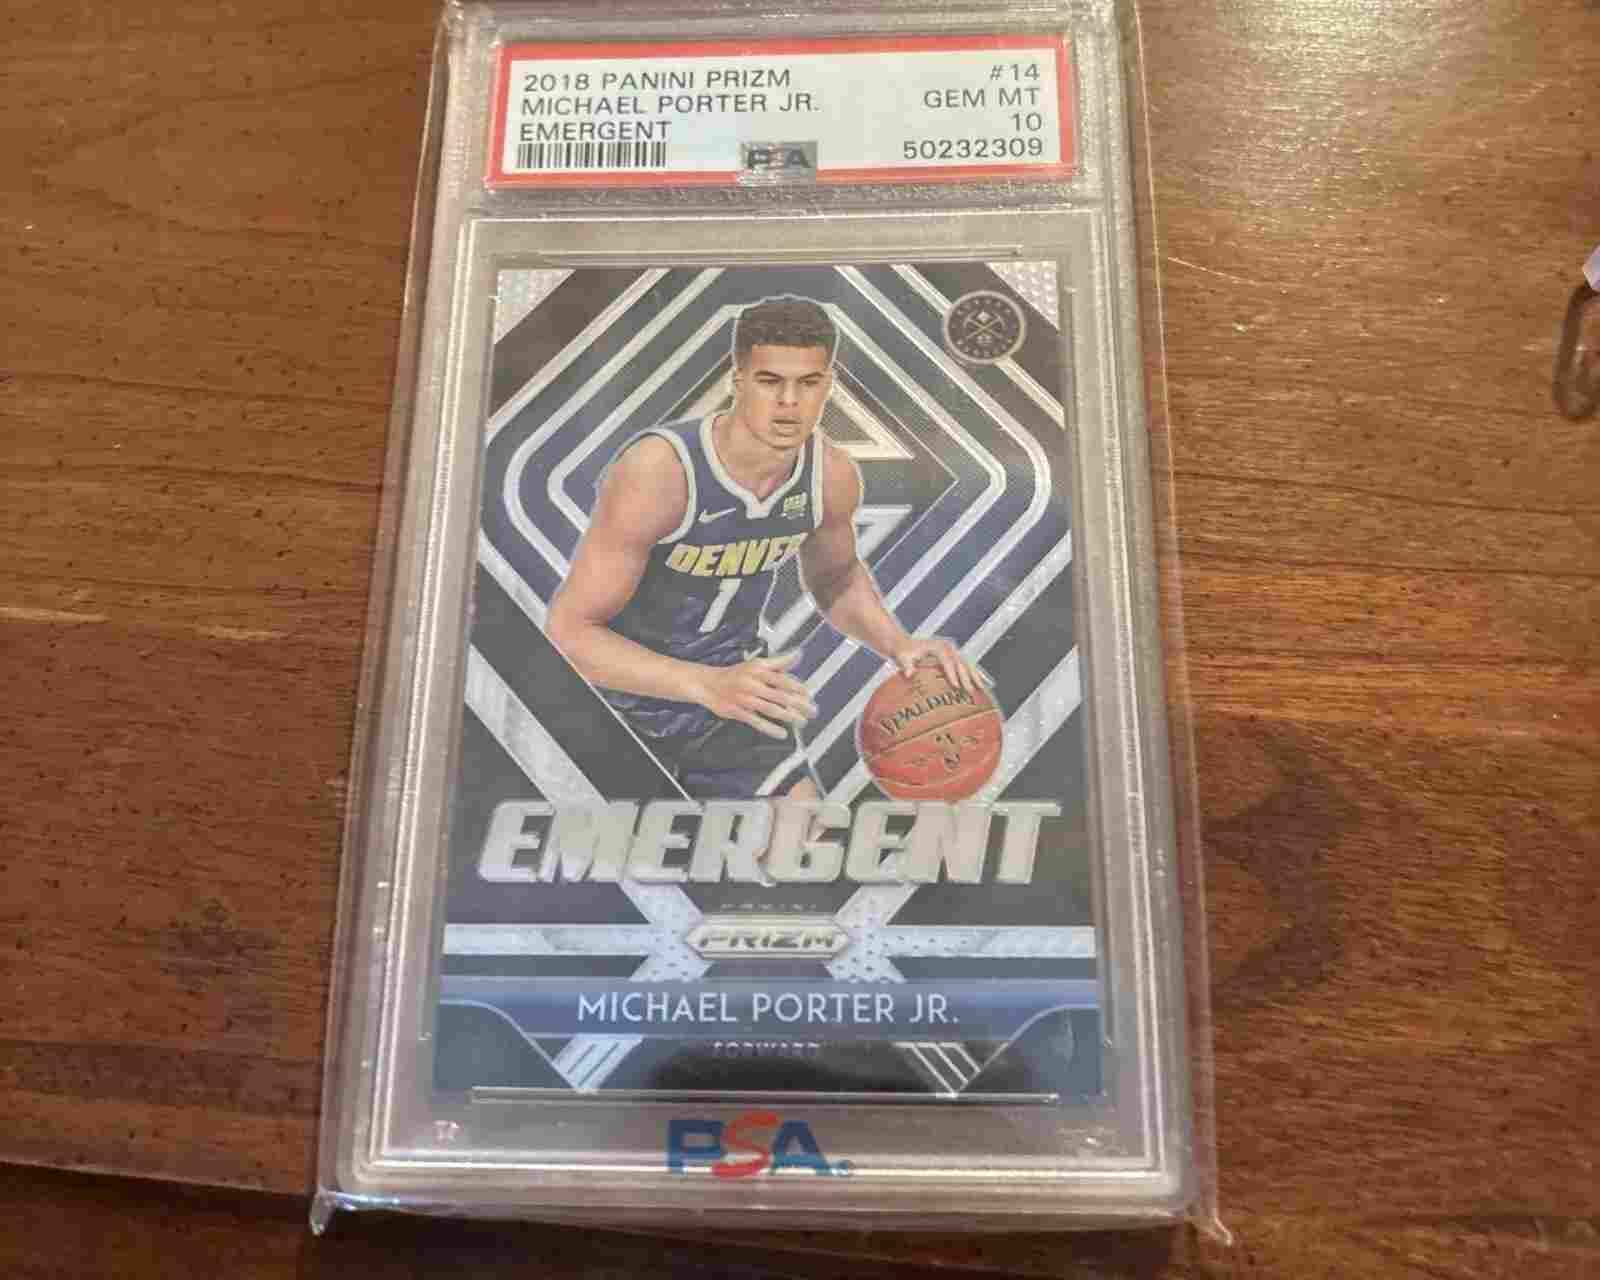 2018 PANINI PRIZM #14
MICHAEL PORTER JR. GEM MT
EMERGENT 10
PSA 50232309
DENVER
1
SPALDING
EMERGENT
PANINI
PRIZM
MICHAEL PORTER JR.
FORWARD
PSA